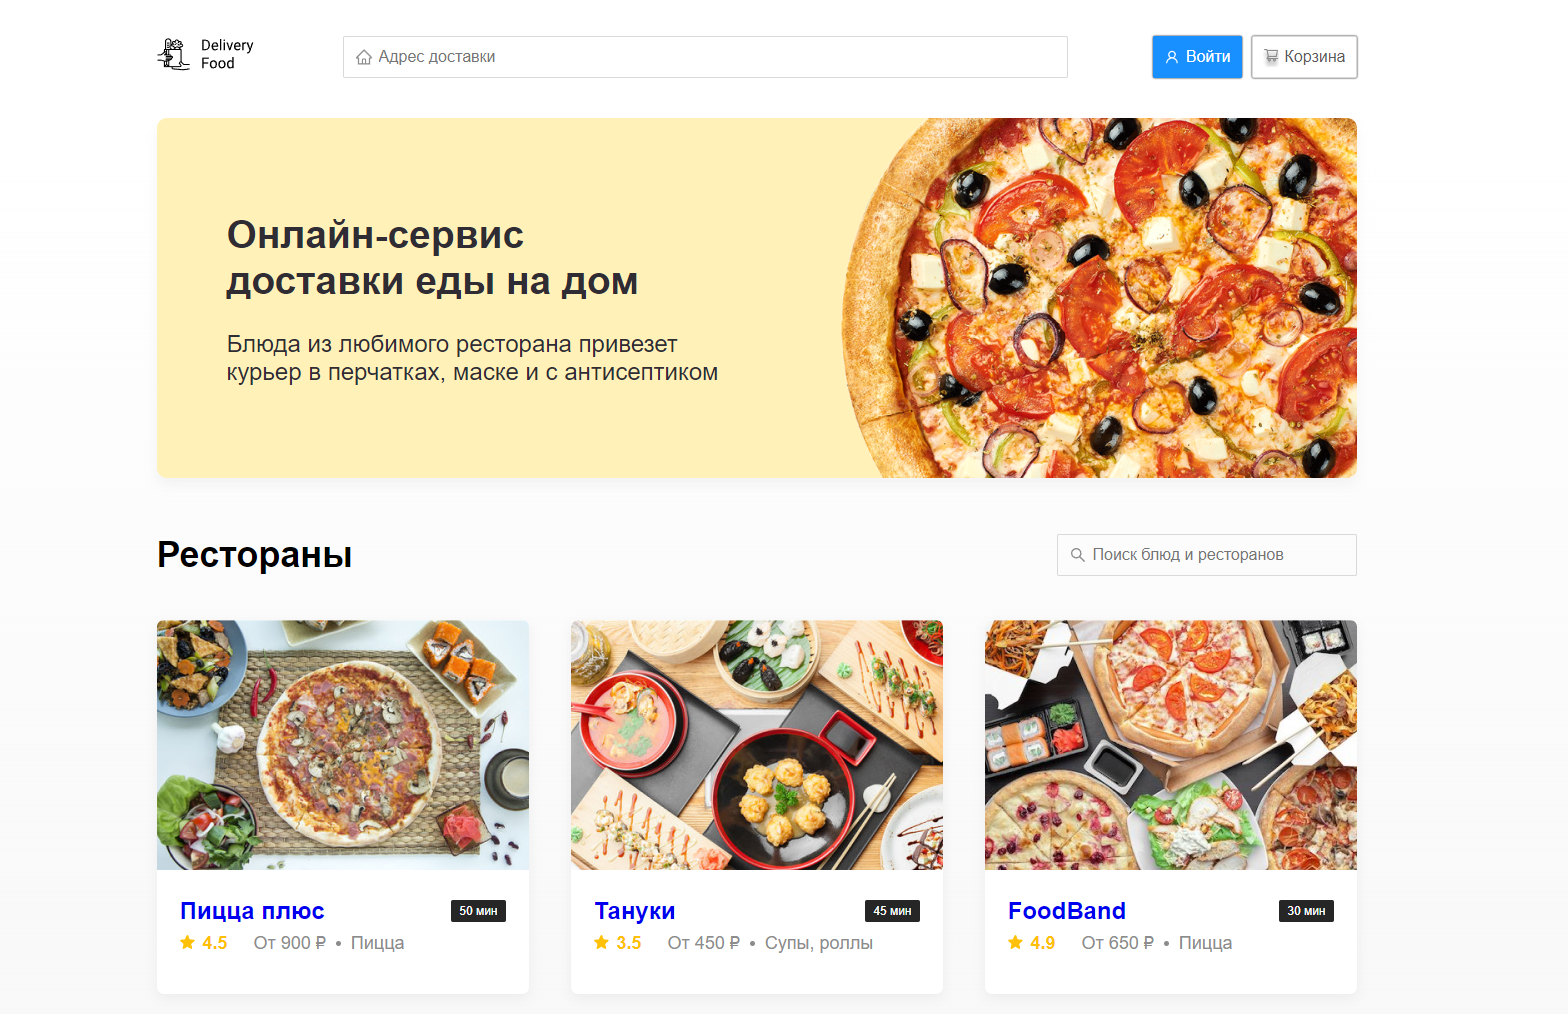 Delivery
Food
Адрес доставки
Войти
Корзина
Онлайн-сервис
доставки еды на дом
Блюда из любимого ресторана привезет
курьер в перчатках, маске и с антисептиком
Рестораны
Поиск блюд и ресторанов
Пицца плюс
50 мин
4.5 От 900 ₽ • Пицца
Тануки
45 мин
3.5 От 450 ₽ • Супы, роллы
FoodBand
30 мин
4.9 От 650 ₽ • Пицца